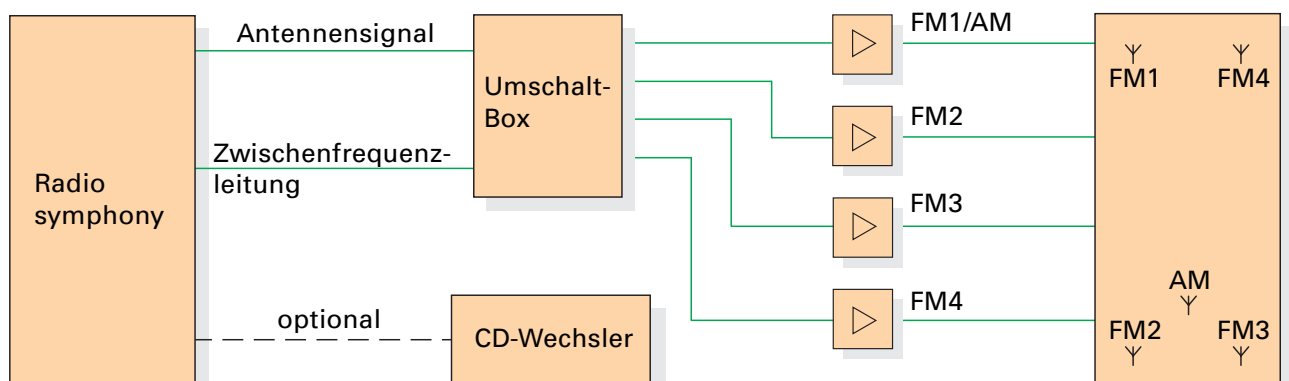 Radio
symphony
Antennensignal
Zwischenfrequenz-
leitung
optional
Umschalt-
Box
CD-Wechsler
FM1/AM
FM2
FM3
FM4
FM1
FM4
AM
FM2
FM3